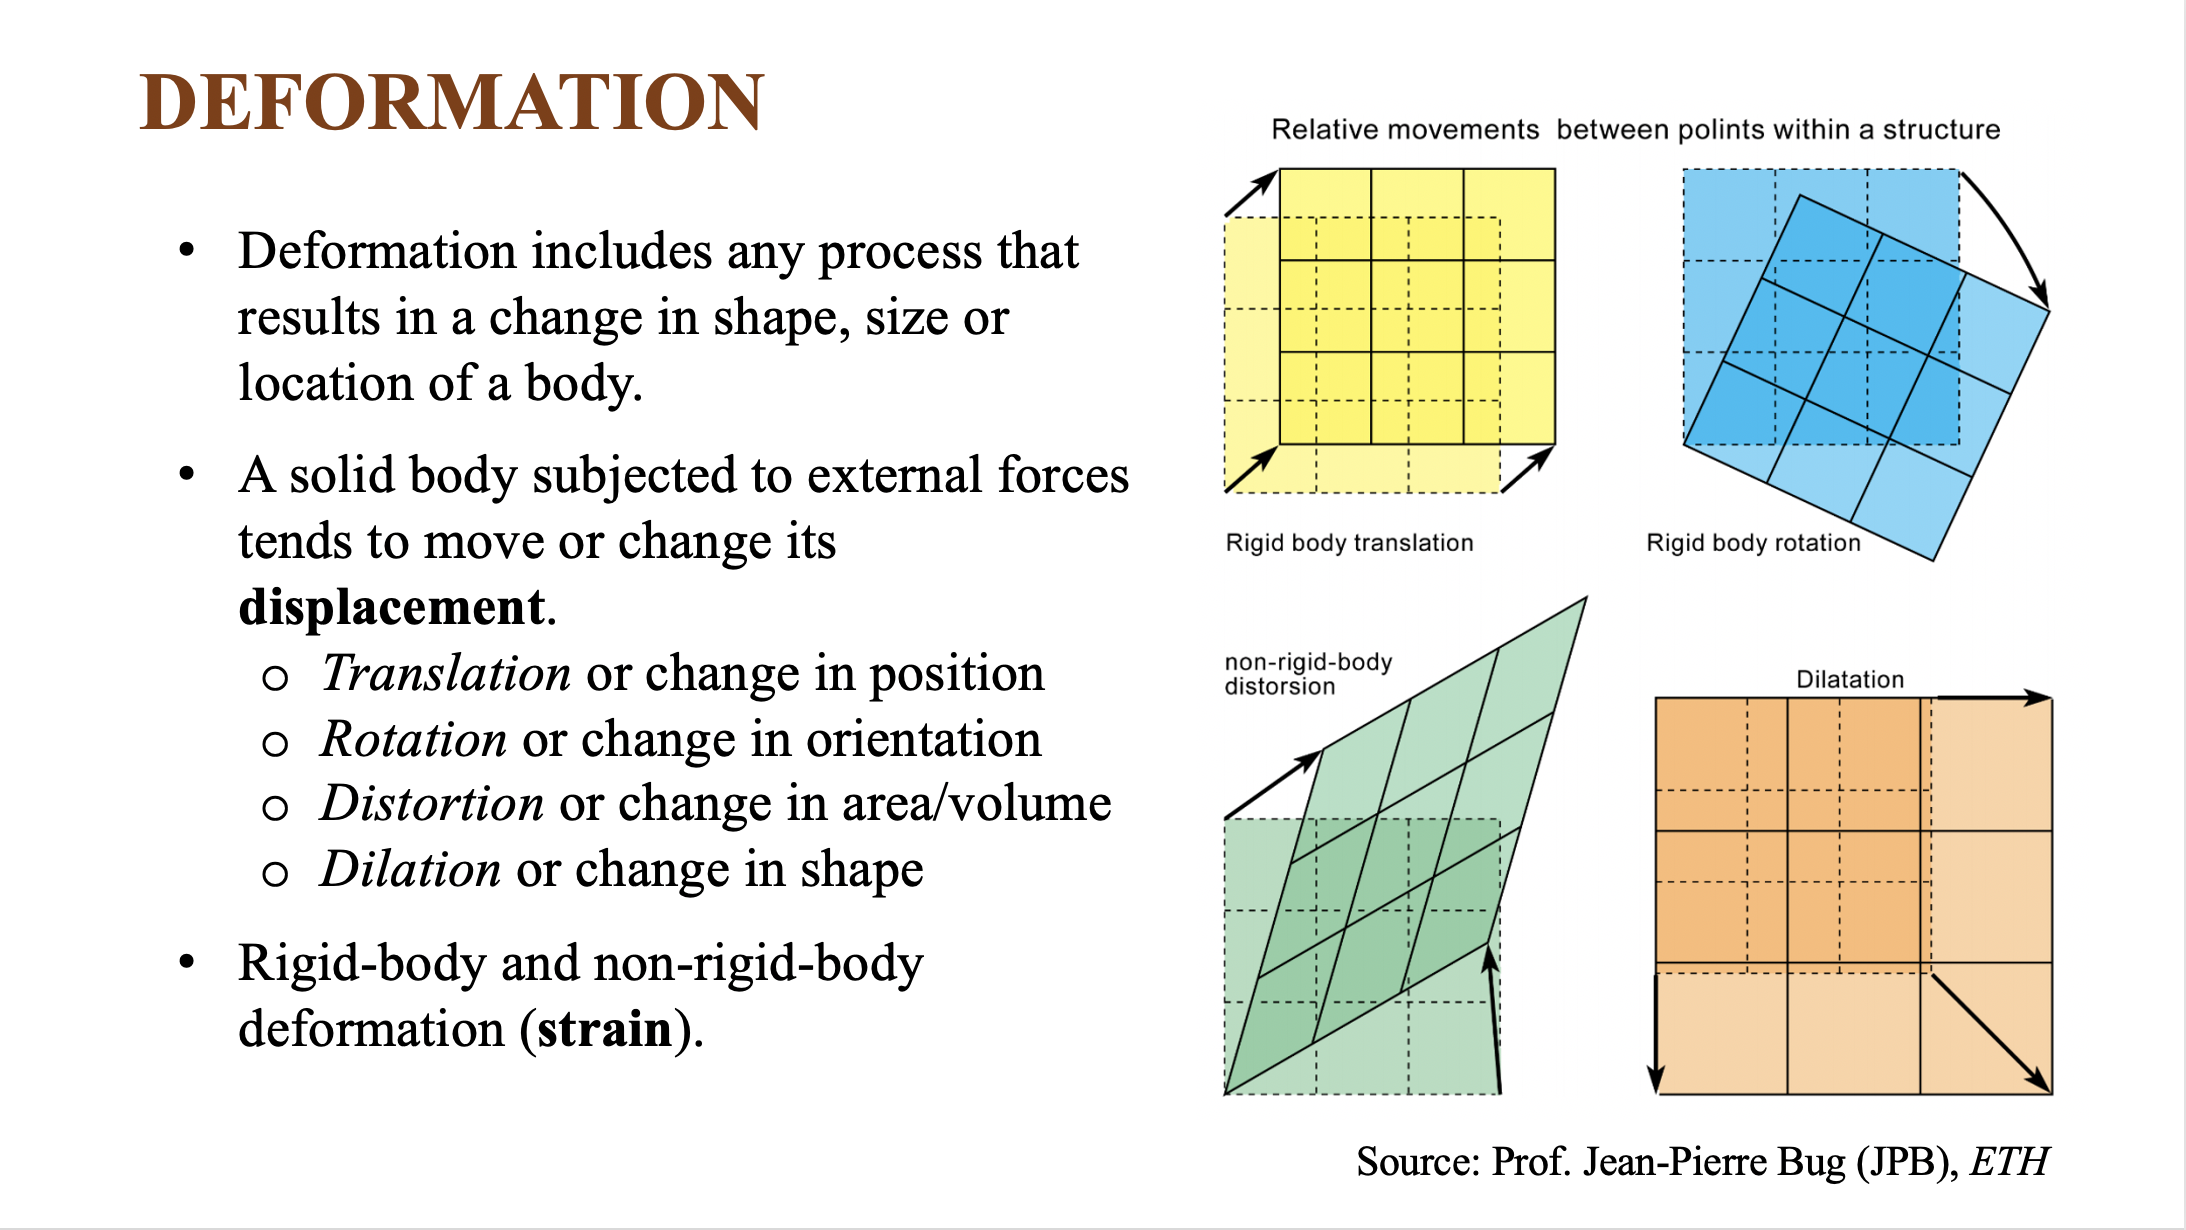 DEFORMATION
• Deformation includes any process that
results in a change in shape, size or
location of a body.
• A solid body subjected to external forces
tends to move or change its
displacement.
o Translation or change in position
o Rotation or change in orientation
o Distortion or change in area/volume
o Dilation or change in shape
• Rigid-body and non-rigid-body
deformation (strain).
Relative movements between polints within a structure
Rigid body translation
Rigid body rotation
non-rigid-body
distorsion
Dilatation
Source: Prof. Jean-Pierre Bug (JPB), ETH